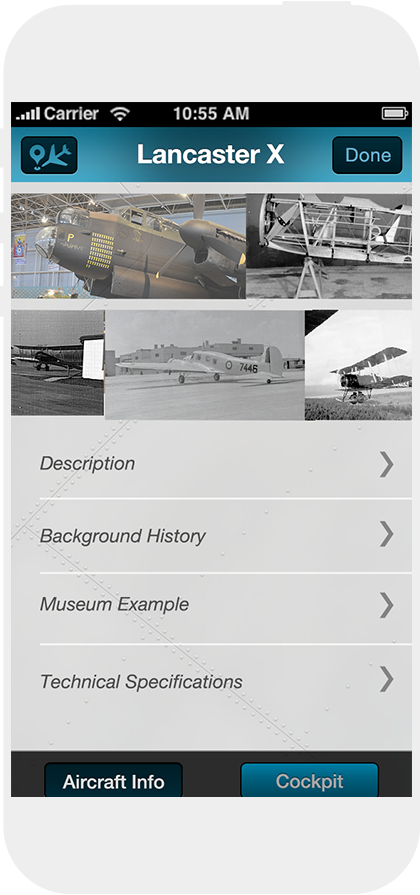 Carrier 10:55 AM
Lancaster X Done
P
7446
Description
Background History
Museum Example
Technical Specifications
Aircraft Info Cockpit